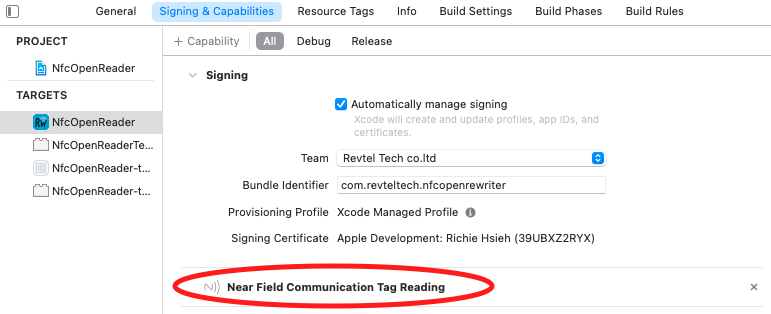 General Signing & Capabilities Resource Tags Info Build Settings Build Phases Build Rules
+ Capability All Debug Release
PROJECT
NfcOpenReader
TARGETS
NfcOpenReader
NfcOpenReaderTe...
NfcOpenReader-t...
NfcOpenReader-t...
Signing
Automatically manage signing
Xcode will create and update profiles, app IDs, and
certificates.
Team Revtel Tech co.ltd
Bundle Identifier com.revteltech.nfcopenrewriter
Provisioning Profile Xcode Managed Profile
Signing Certificate Apple Development: Richie Hsieh (39UBXZ2RYX)
Near Field Communication Tag Reading